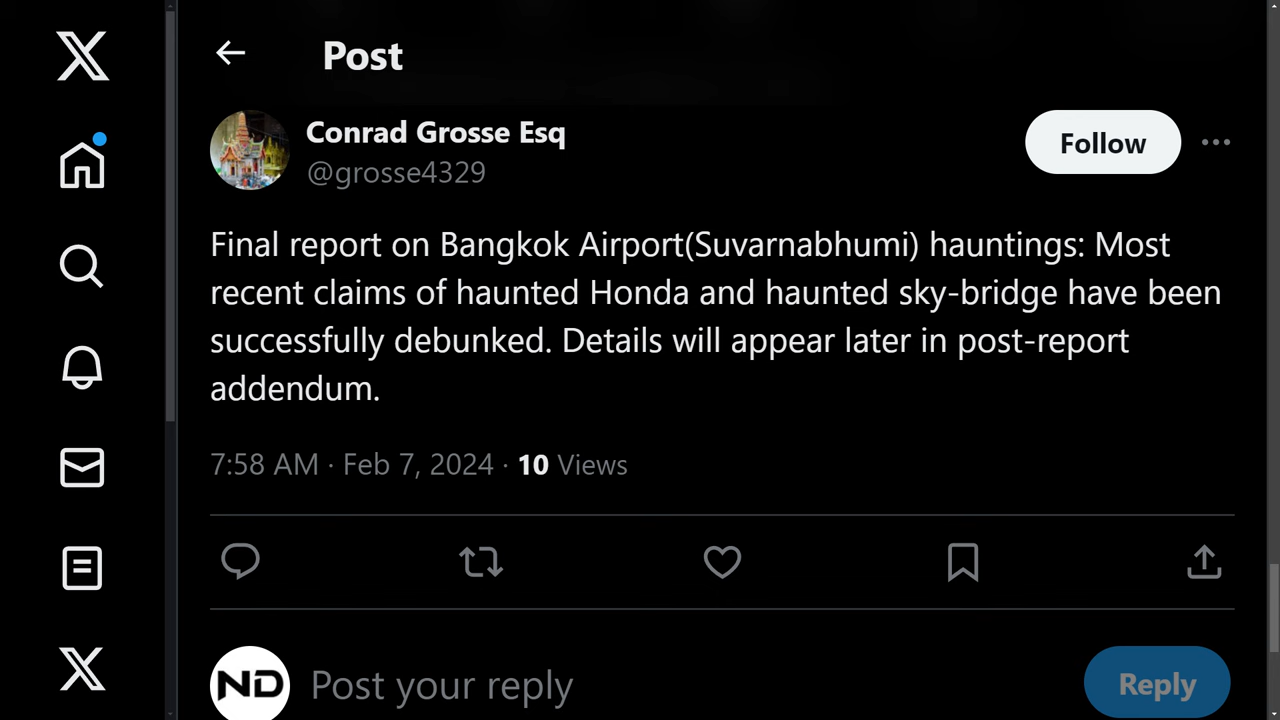 Post
Conrad Grosse Esq
@grosse4329
Follow
Final report on Bangkok Airport(Suvarnabhumi) hauntings: Most
recent claims of haunted Honda and haunted sky-bridge have been
successfully debunked. Details will appear later in post-report
addendum.
7:58 AM · Feb 7, 2024 · 10 Views
ND
Post your reply
Reply